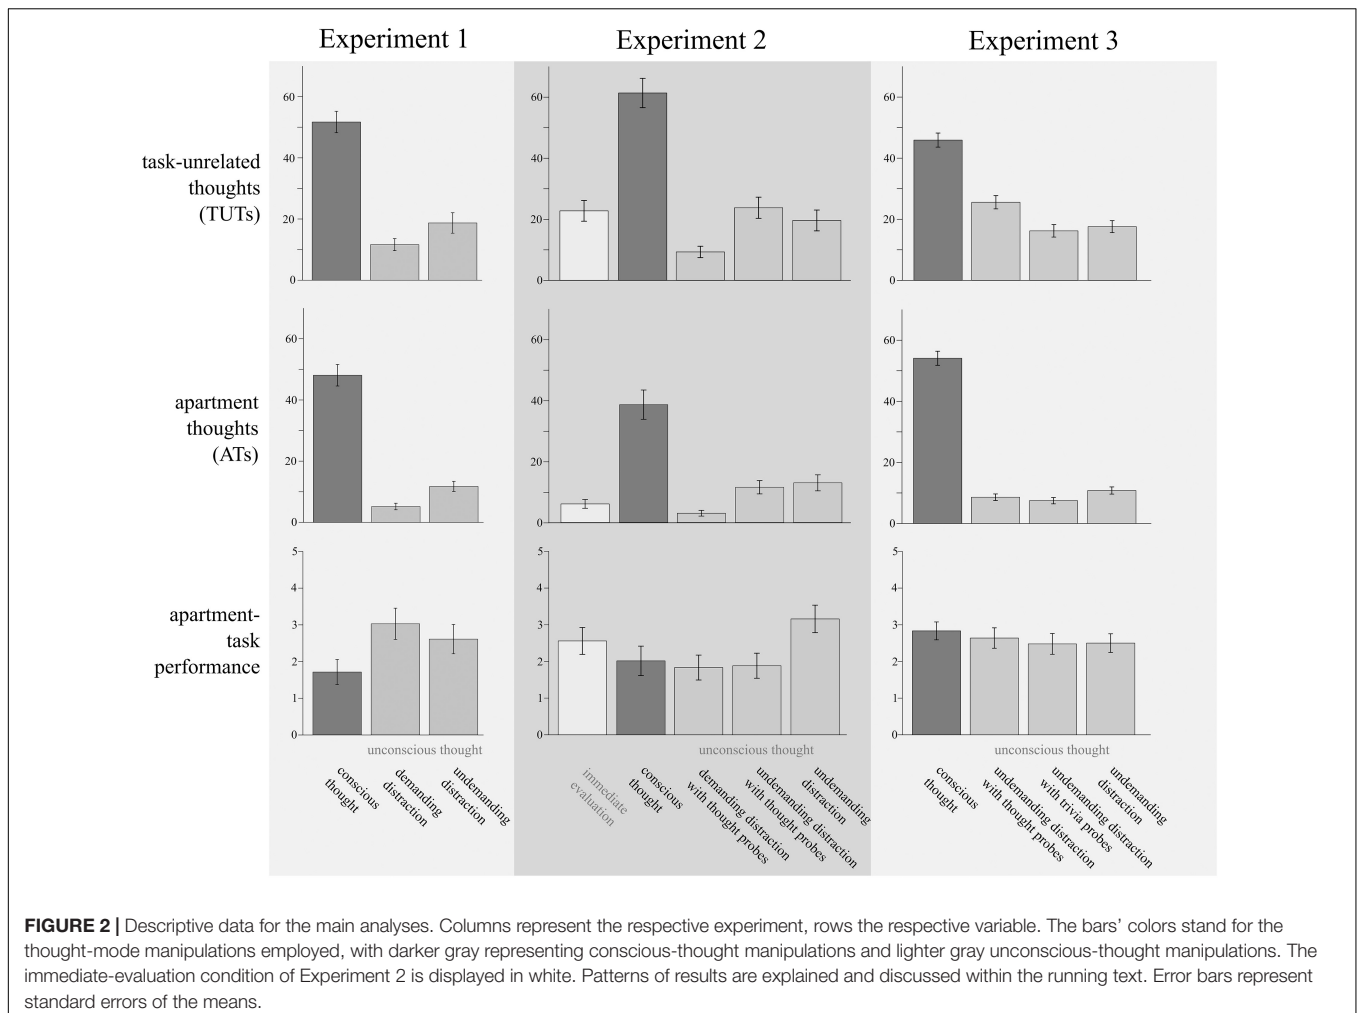 Experiment 1
Experiment 2
Experiment 3
task-unrelated
thoughts
(TUTs)
60
40
20
0
60
40
20
0
60
40
20
0
apartment
thoughts
(ATs)
60
40
20
0
60
40
20
0
60
40
20
0
apartment-
task
performance
5
4
3
2
1
0
5
4
3
2
1
0
5
4
3
2
1
0
unconscious thought
unconscious thought
unconscious thought
conscious
thought
demanding
distraction
undemanding
distraction
immediate
evaluation
conscious
thought
demanding distraction
with thought probes
undemanding distraction
with thought probes
undemanding
distraction
conscious
thought
undemanding distraction
with thought probes
undemanding distraction
with trivia probes
undemanding
distraction
FIGURE 2 | Descriptive data for the main analyses. Columns represent the respective experiment, rows the respective variable. The bars’ colors stand for the
thought-mode manipulations employed, with darker gray representing conscious-thought manipulations and lighter gray unconscious-thought manipulations. The
immediate-evaluation condition of Experiment 2 is displayed in white. Patterns of results are explained and discussed within the running text. Error bars represent
standard errors of the means.